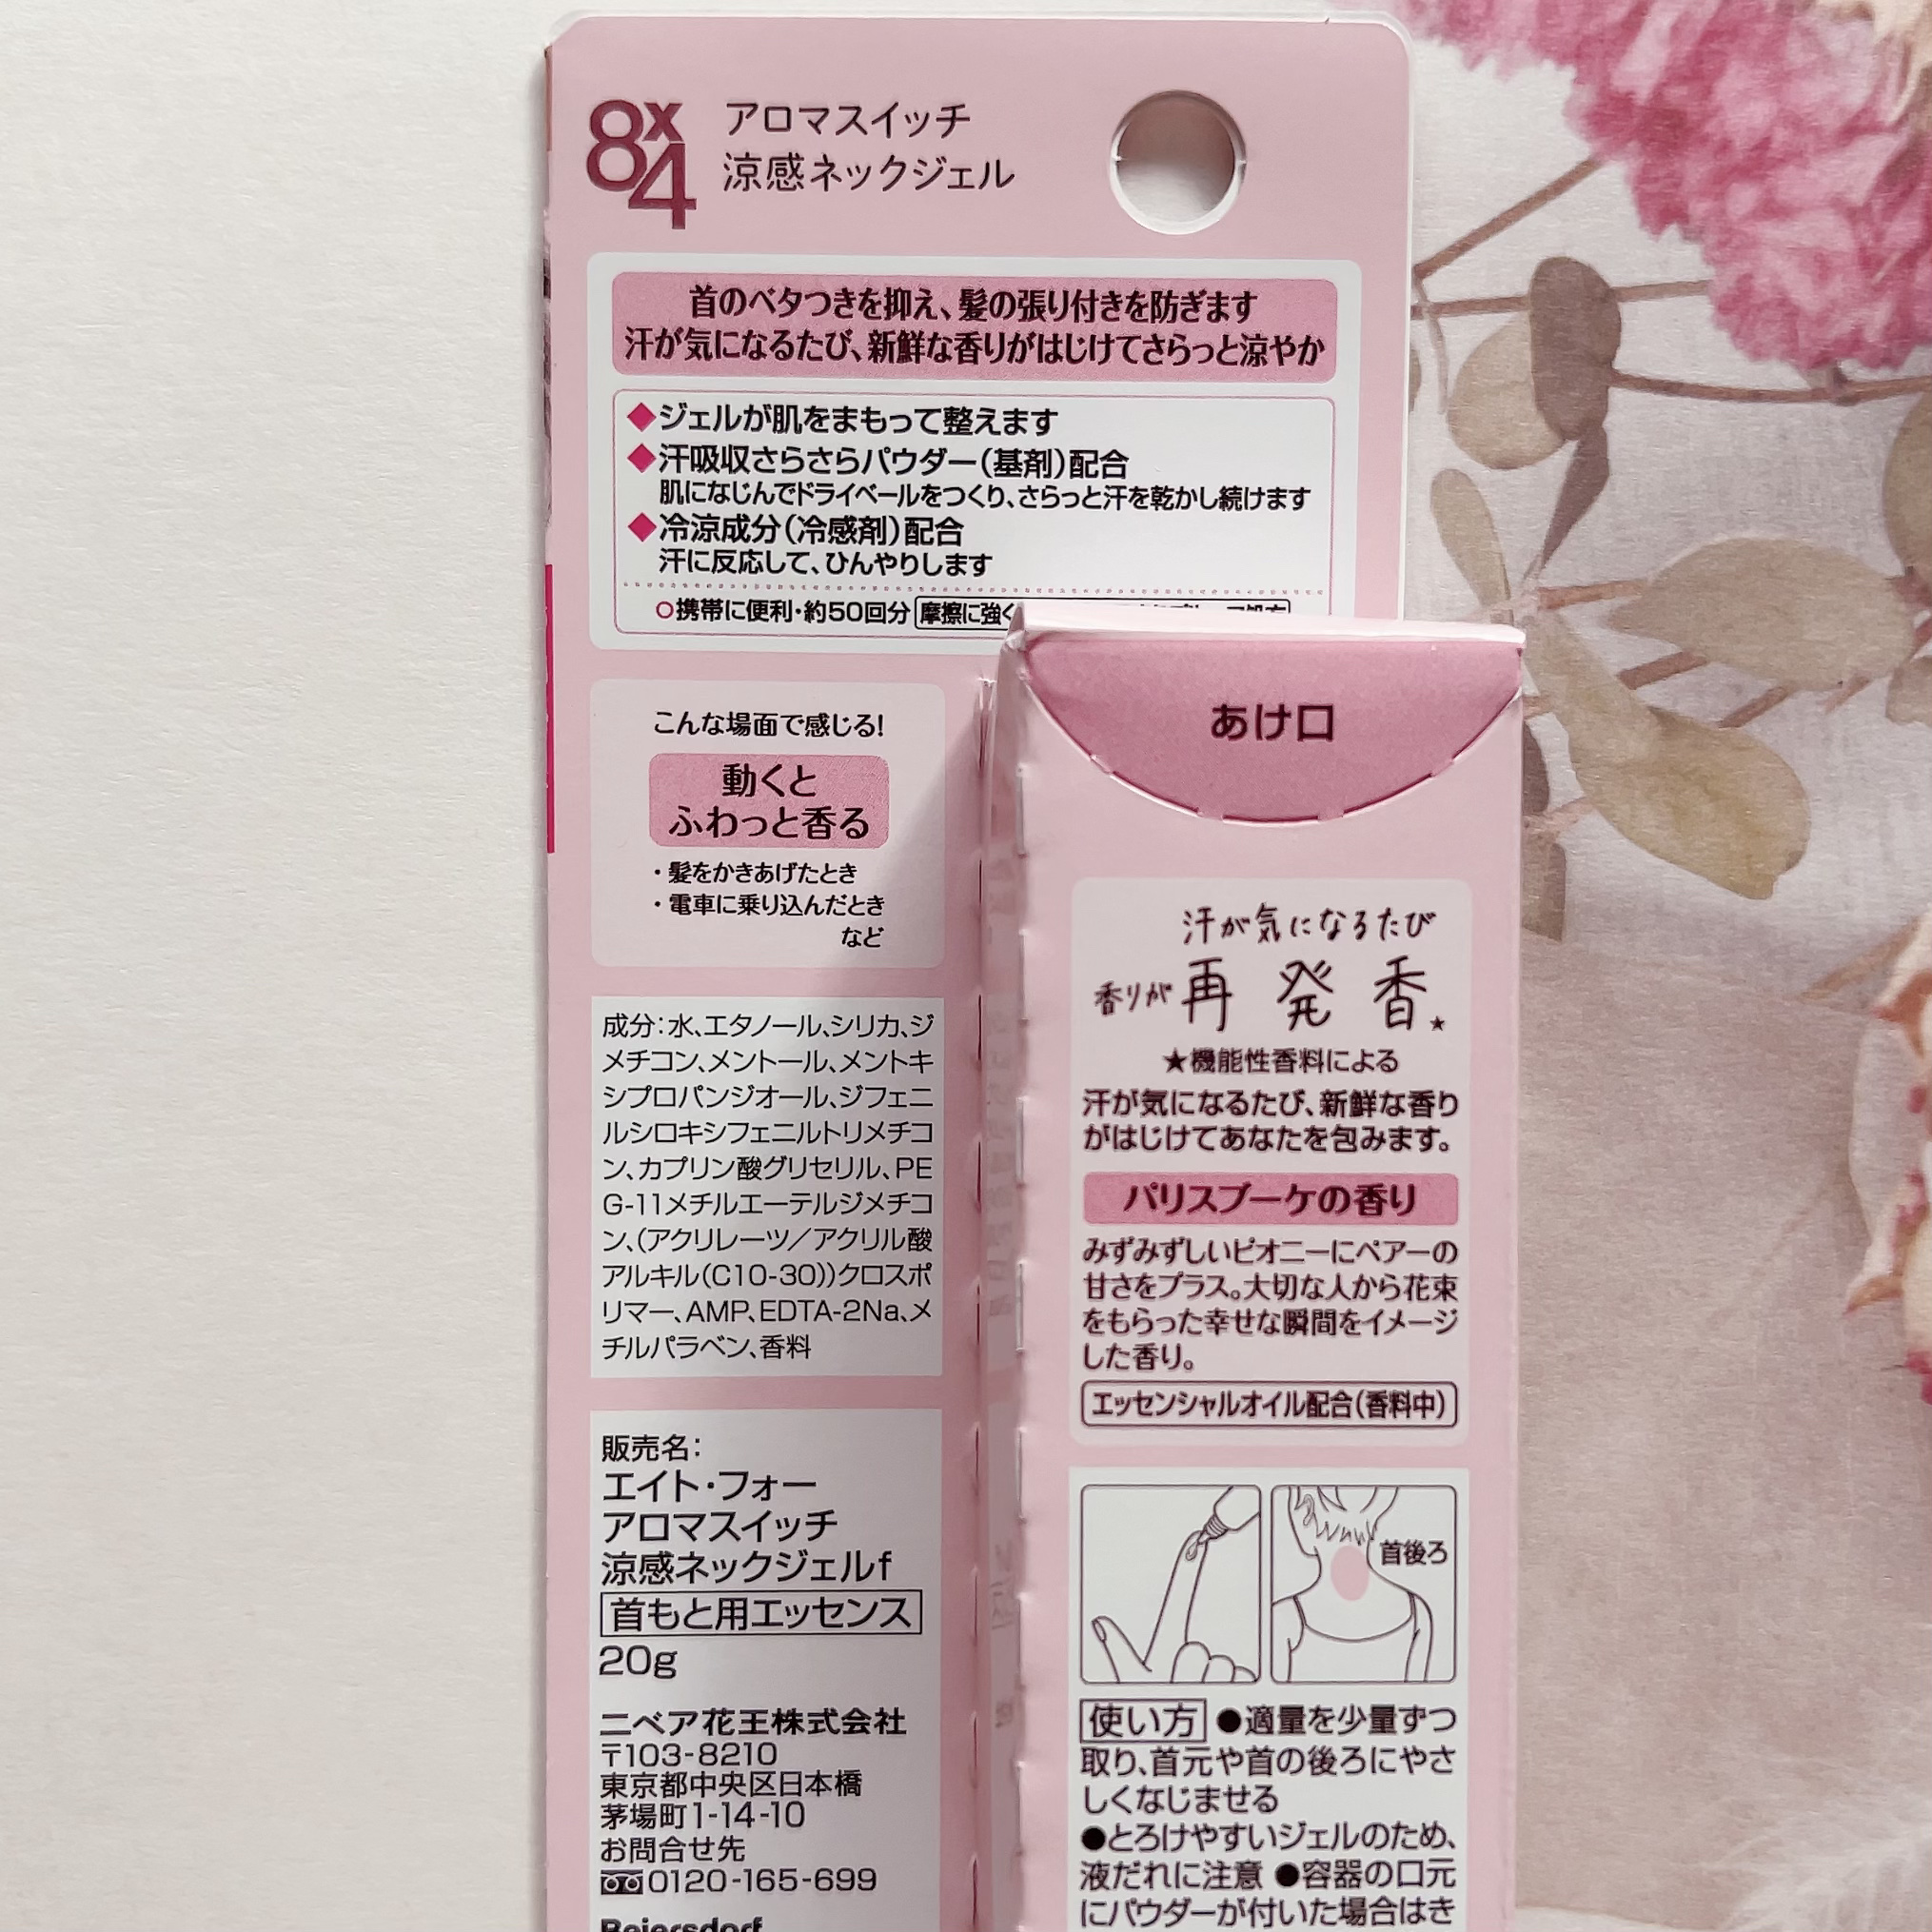 8x4
アロマスイッチ
涼感ネックジェル
首のベタつきを抑え、髪の張り付きを防ぎます
汗が気になるたび、新鮮な香りがはじけてさらっと涼やか
◆ジェルが肌をまもって整えます
◆汗吸収さらさらパウダー(基剤)配合
肌になじんでドライベールをつくり、さらっと汗を乾かし続けます
◆冷涼成分(冷感剤)配合
汗に反応して、ひんやりします
○携帯に便利・約50回分 摩擦に強く
こんな場面で感じる!
動くと
ふわっと香る
・髪をかきあげたとき
・電車に乗り込んだとき
など
成分:水、エタノール、シリカ、ジ
メチコン、メントール、メントキ
シプロパンジオール、ジフェニ
ルシロキシフェニルトリメチコ
ン、カプリン酸グリセリル、PE
G-11メチルエーテルジメチコ
ン、(アクリレーツ/アクリル酸
アルキル(C10-30))クロスポ
リマー、AMP、EDTA-2Na、メ
チルパラベン、香料
販売名:
エイト・フォー
アロマスイッチ
涼感ネックジェルf
首もと用エッセンス
20g
ニベア花王株式会社
〒103-8210
東京都中央区日本橋
茅場町1-14-10
お問合せ先
0120-165-699
Beiersdorf
あけ口
汗が気になるたび
香りが再発香★
★機能性香料による
汗が気になるたび、新鮮な香り
がはじけてあなたを包みます。
パリスブーケの香り
みずみずしいピオニーにペアーの
甘さをプラス。大切な人から花束
をもらった幸せな瞬間をイメージ
した香り。
エッセンシャルオイル配合(香料中)
首後ろ
使い方 ●適量を少量ずつ
取り、首元や首の後ろにやさ
しくなじませる
●とろけやすいジェルのため、
液だれに注意 ●容器の口元
にパウダーが付いた場合はき